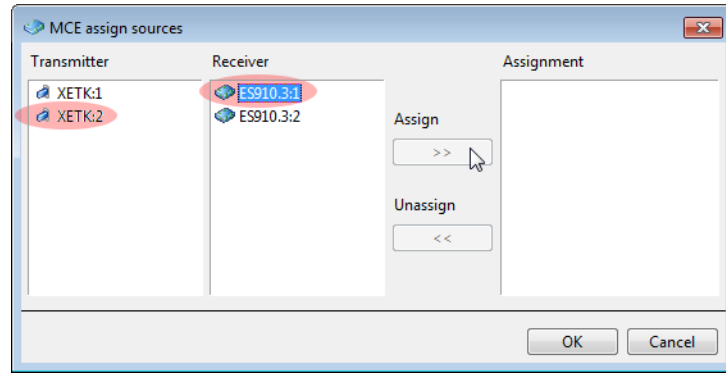 MCE assign sources
Transmitter Receiver Assignment
XETK:1 ES910.3:1
XETK:2 ES910.3:2
Assign
>>
Unassign
<<
OK Cancel